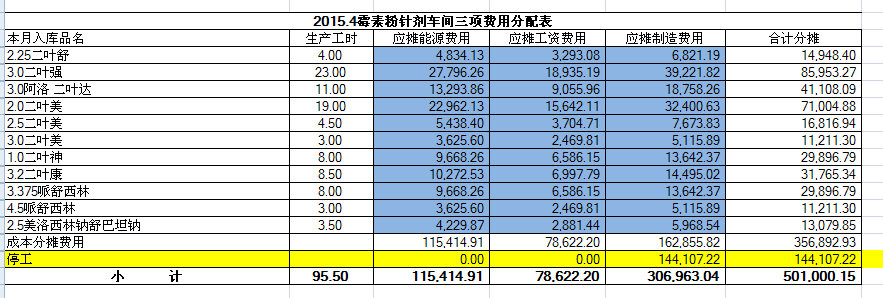 2015.4霉素粉针剂车间三项费用分配表
本月入库品名 生产工时 应摊能源费用 应摊工资费用 应摊制造费用 合计分摊
2.25二叶舒 4.00 4,834.13 3,293.08 6,821.19 14,948.40
3.0二叶强 23.00 27,796.26 18,935.19 39,221.82 85,953.27
3.0阿洛 二叶达 11.00 13,293.86 9,055.96 18,758.26 41,108.09
2.0二叶美 19.00 22,962.13 15,642.11 32,400.63 71,004.88
2.5二叶美 4.50 5,438.40 3,704.71 7,673.83 16,816.94
3.0二叶美 3.00 3,625.60 2,469.81 5,115.89 11,211.30
1.0二叶神 8.00 9,668.26 6,586.15 13,642.37 29,896.79
3.2二叶康 8.50 10,272.53 6,997.79 14,495.02 31,765.34
3.375哌舒西林 8.00 9,668.26 6,586.15 13,642.37 29,896.79
4.5哌舒西林 3.00 3,625.60 2,469.81 5,115.89 11,211.30
2.5美洛西林钠舒巴坦钠 3.50 4,229.87 2,881.44 5,968.54 13,079.85
成本分摊费用 115,414.91 78,622.20 162,855.82 356,892.93
停工 0.00 0.00 144,107.22 144,107.22
小 计 95.50 115,414.91 78,622.20 306,963.04 501,000.15